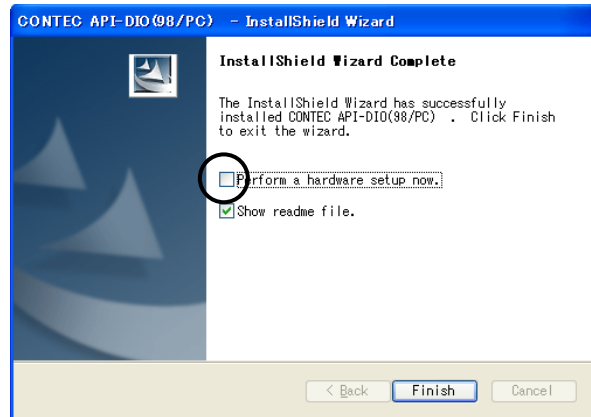 CONTEC API-DIO(98/PC) - InstallShield Wizard
InstallShield Wizard Complete
The InstallShield Wizard has successfully
installed CONTEC API-DIO(98/PC) . Click Finish
to exit the wizard.
Perform a hardware setup now.
Show readme file.
< Back Finish Cancel